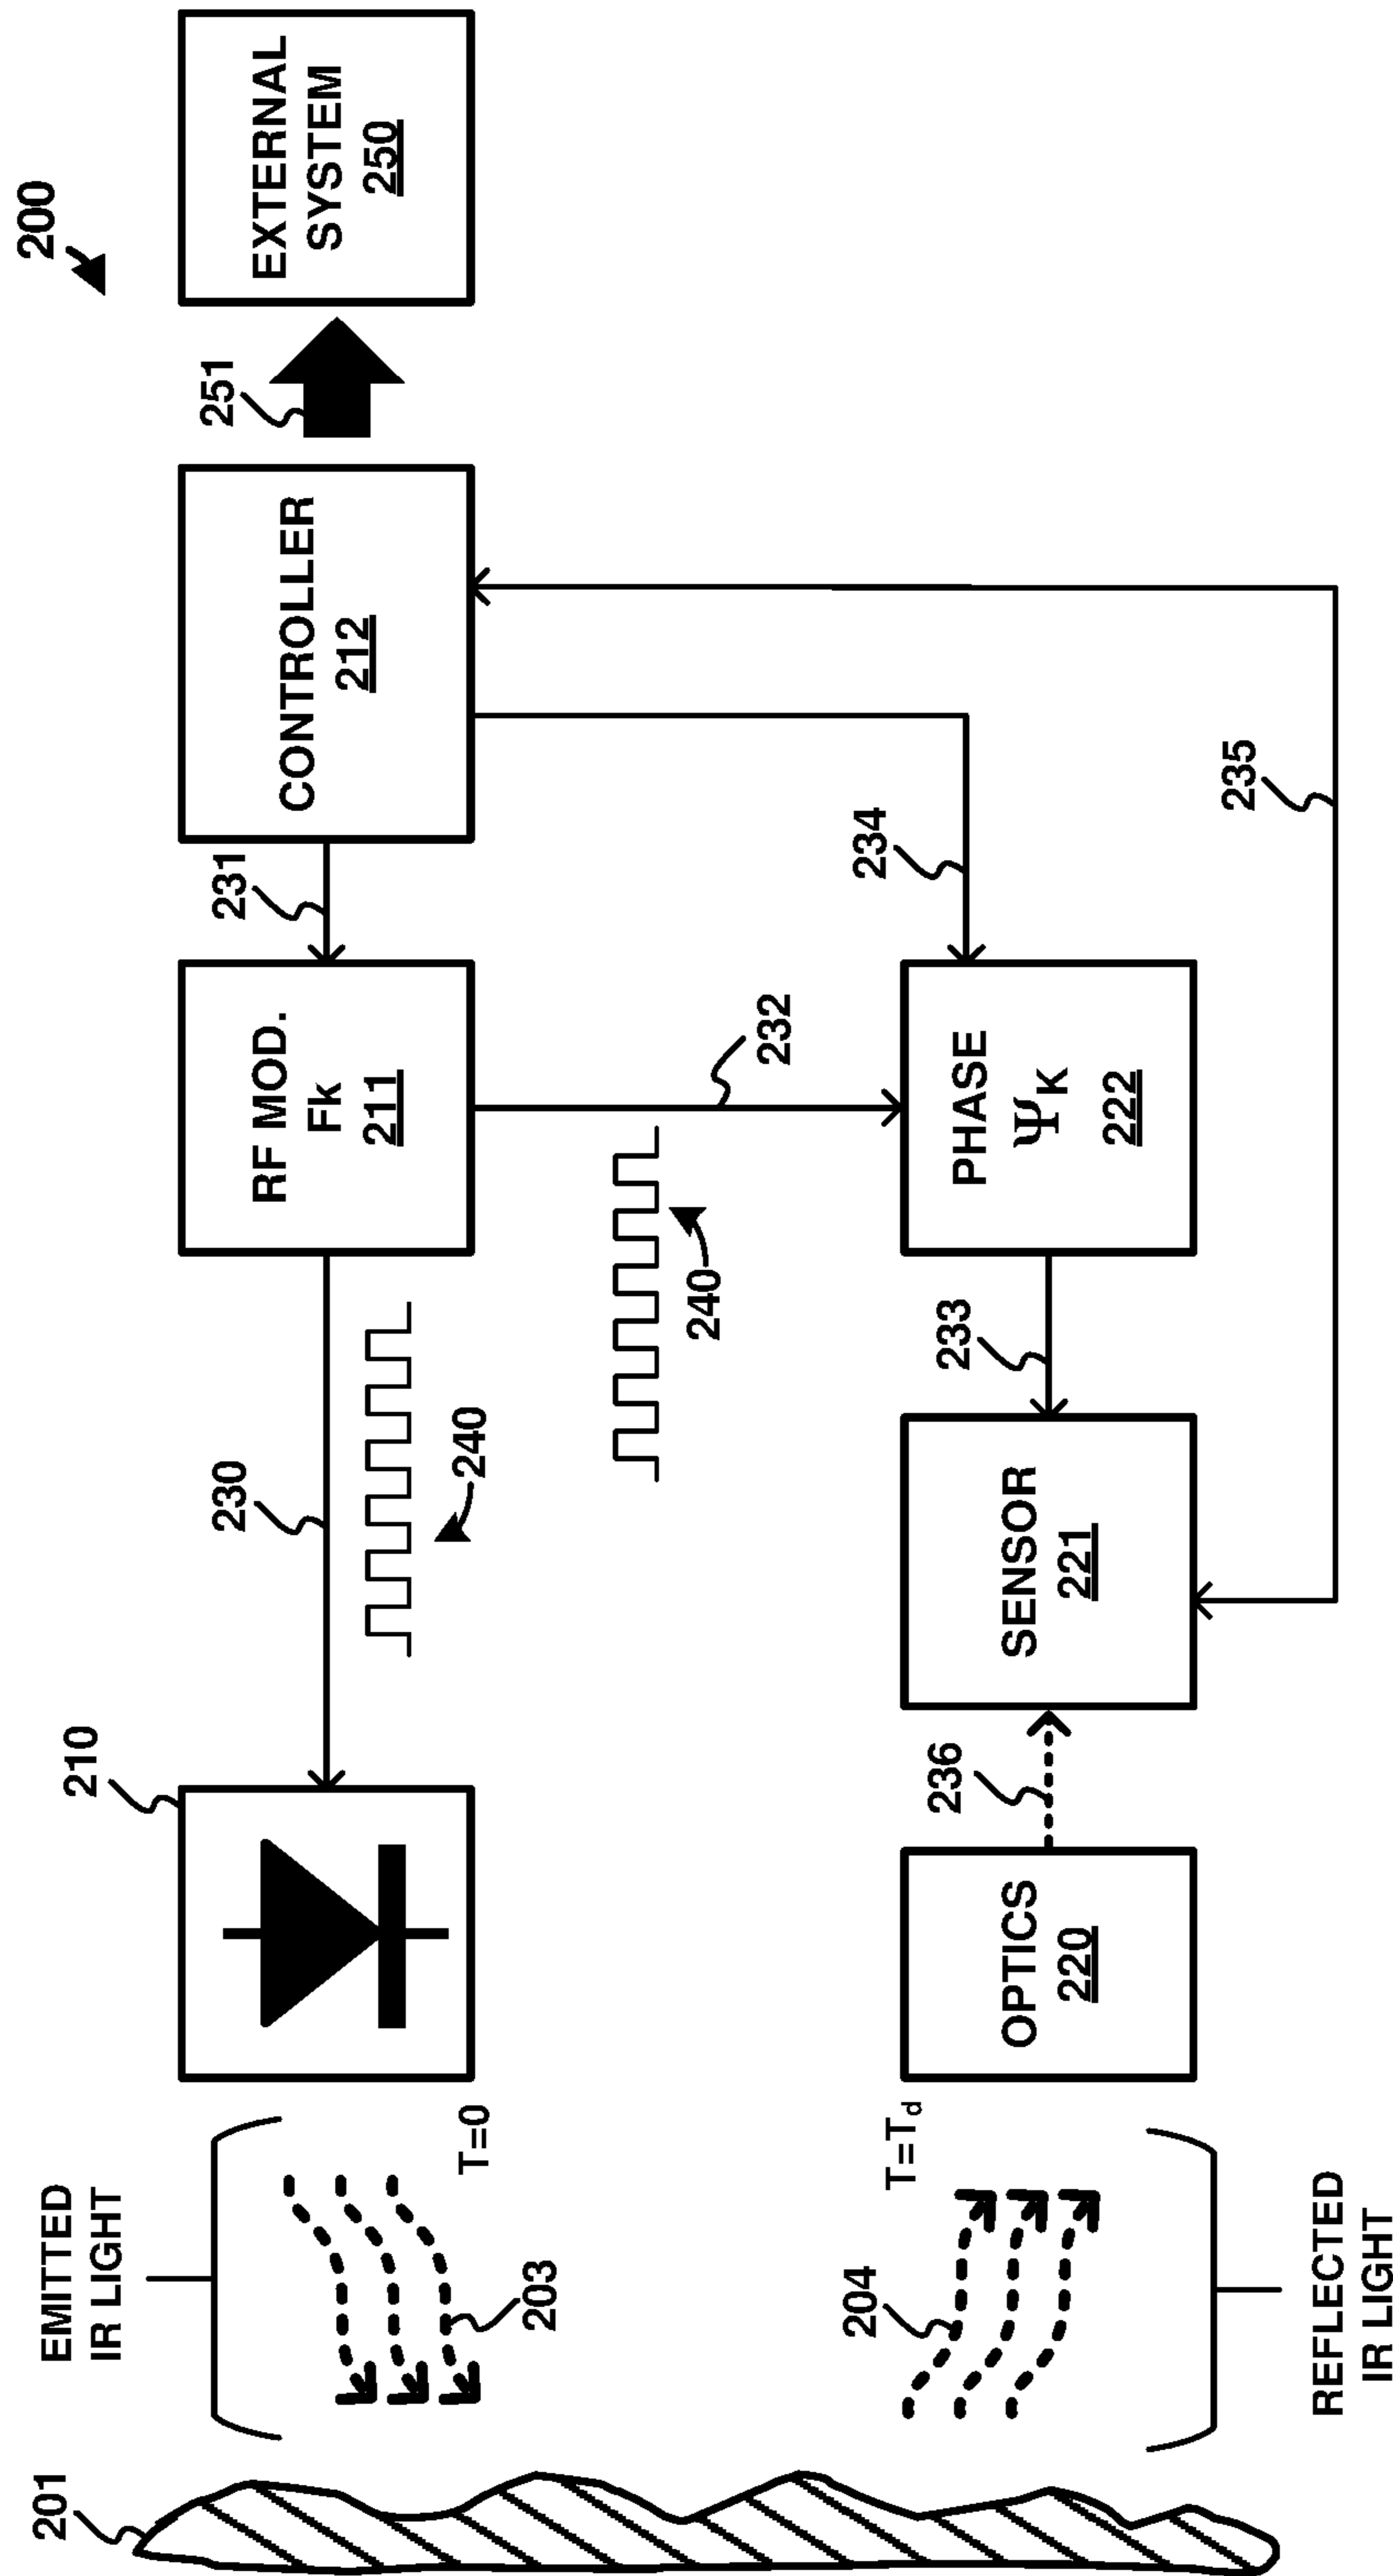 200
EMITTED
IR LIGHT
201
203
T=0
210
230
240
RF MOD.
Fk
211
231
CONTROLLER
212
251
EXTERNAL
SYSTEM
250
232
240
REFLECTED
IR LIGHT
204
T=Td
OPTICS
220
236
SENSOR
221
233
PHASE
ΨK
222
234
235